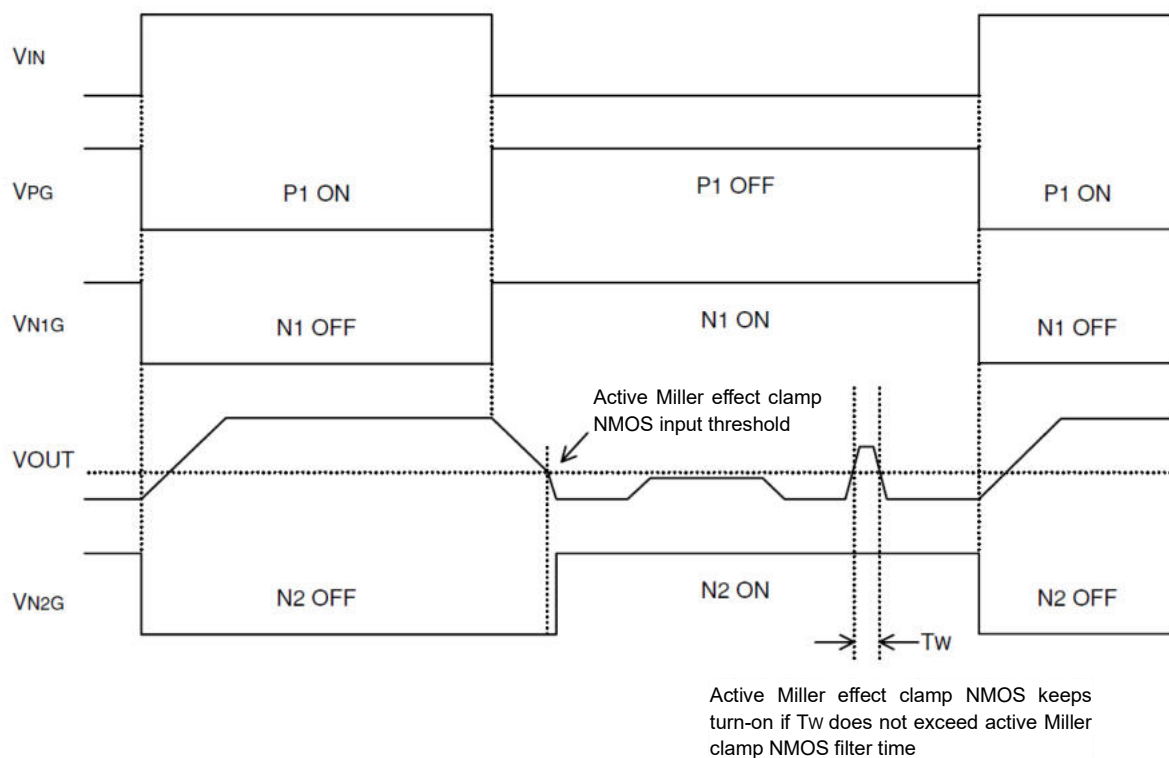 VIN
VPG
P1 ON
P1 OFF
P1 ON
VN1G
N1 OFF
N1 ON
N1 OFF
Active Miller effect clamp
NMOS input threshold
VOUT
VN2G
N2 OFF
N2 ON
N2 OFF
TW
Active Miller effect clamp NMOS keeps
turn-on if TW does not exceed active Miller
clamp NMOS filter time